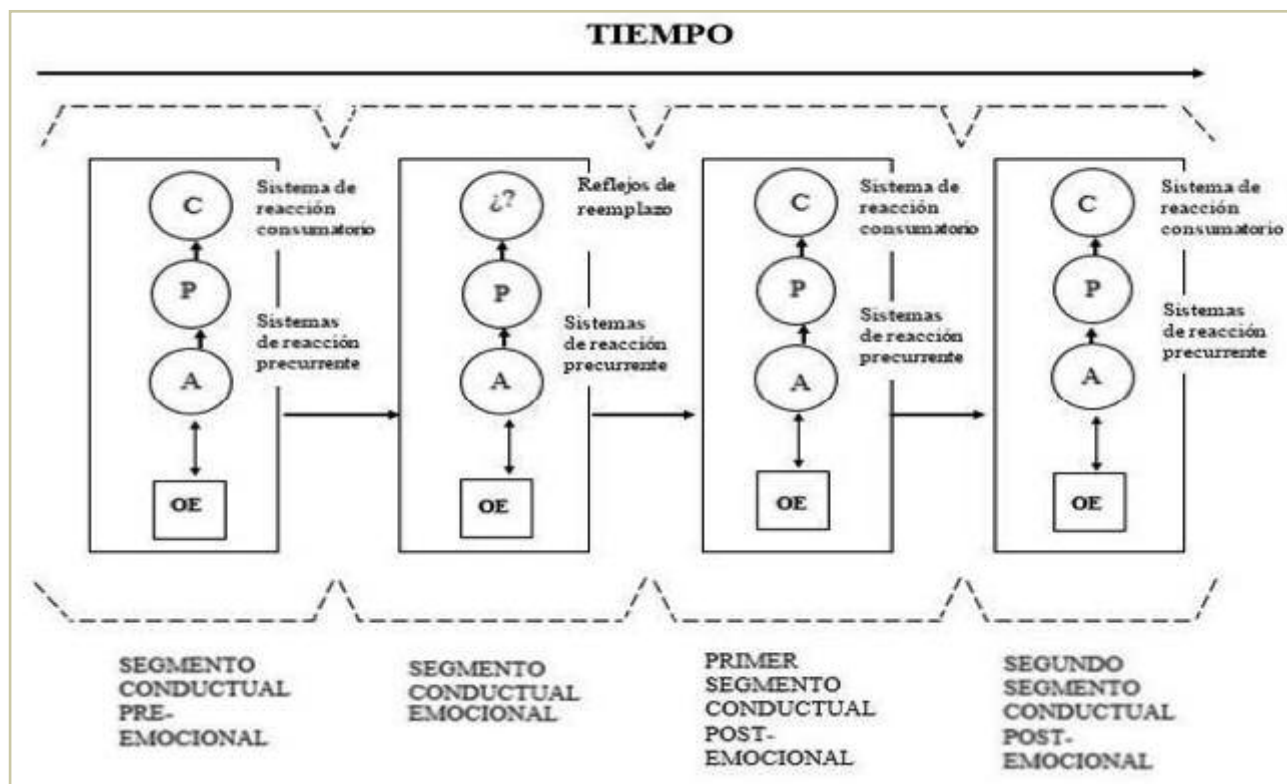 TIEMPO
C
Sistema de
reacción
consumatorio
P
Sistemas
de reacción
precurrente
A
OE
¿?
Reflejos de
reemplazo
P
Sistemas
de reacción
precurrente
A
OE
C
Sistema de
reacción
consumatorio
P
Sistemas
de reacción
precurrente
A
OE
C
Sistema de
reacción
consumatorio
P
Sistemas
de reacción
precurrente
A
OE
SEGMENTO
CONDUCTUAL
PRE-
EMOCIONAL
SEGMENTO
CONDUCTUAL
EMOCIONAL
PRIMER
SEGMENTO
CONDUCTUAL
POST-
EMOCIONAL
SEGUNDO
SEGMENTO
CONDUCTUAL
POST-
EMOCIONAL